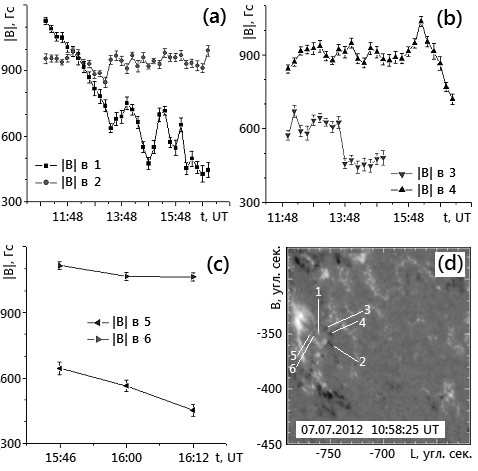 |B|, Гс
(a)
900
600
300
|B| в 1
|B| в 2
11:48
13:48
15:48
t, UT
|B|, Гс
(b)
900
600
300
|B| в 3
|B| в 4
11:48
13:48
15:48
t, UT
|B|, Гс
(c)
900
600
300
|B| в 5
|B| в 6
15:46
16:00
16:12
t, UT
B, угл. сек.
(d)
-300
-350
-400
-450
1
3
4
2
5
6
07.07.2012 10:58:25 UT
-750
-700
L, угл. сек.